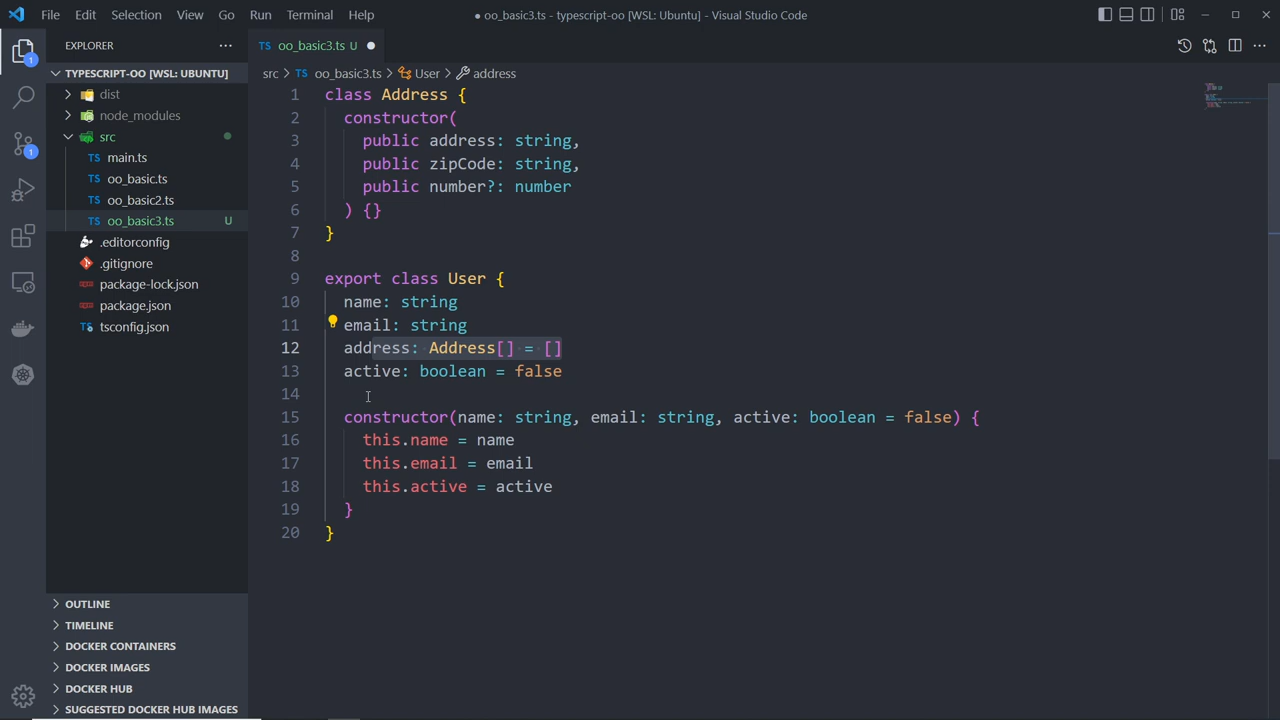 File Edit Selection View Go Run Terminal Help
● oo_basic3.ts - typescript-oo [WSL: Ubuntu] - Visual Studio Code
EXPLORER
TYPESCRIPT-OO [WSL: UBUNTU]
dist
node_modules
src
TS main.ts
TS oo_basic.ts
TS oo_basic2.ts
TS oo_basic3.ts U
.editorconfig
.gitignore
package-lock.json
package.json
tsconfig.json
OUTLINE
TIMELINE
DOCKER CONTAINERS
DOCKER IMAGES
DOCKER HUB
SUGGESTED DOCKER HUB IMAGES
1
1
TS oo_basic3.ts U
src > TS oo_basic3.ts > User > address
1 class Address {
2 constructor(
3 public address: string,
4 public zipCode: string,
5 public number?: number
6 ) {}
7 }
8
9 export class User {
10 name: string
11 email: string
12 address: Address[] = []
13 active: boolean = false
14
15 constructor(name: string, email: string, active: boolean = false) {
16 this.name = name
17 this.email = email
18 this.active = active
19 }
20 }